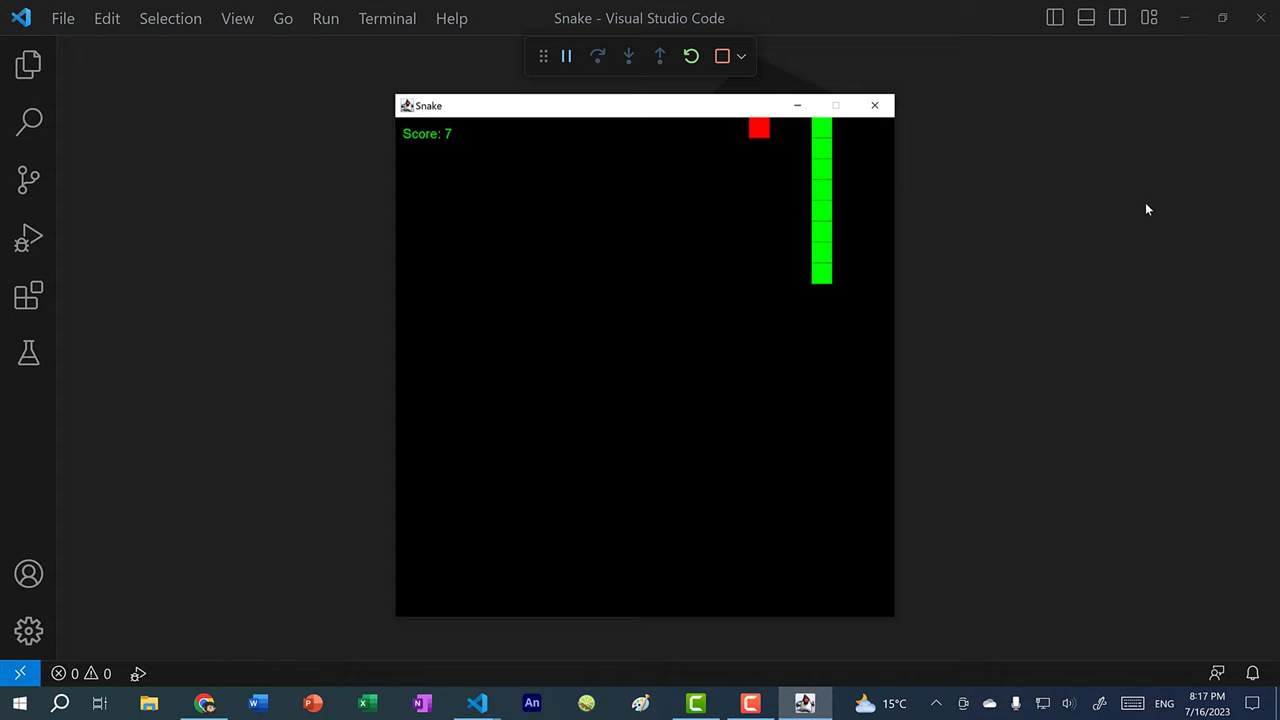 File Edit Selection View Go Run Terminal Help Snake - Visual Studio Code
Snake
Score: 7
0 0
An 15°C ENG 8:17 PM
7/16/2023